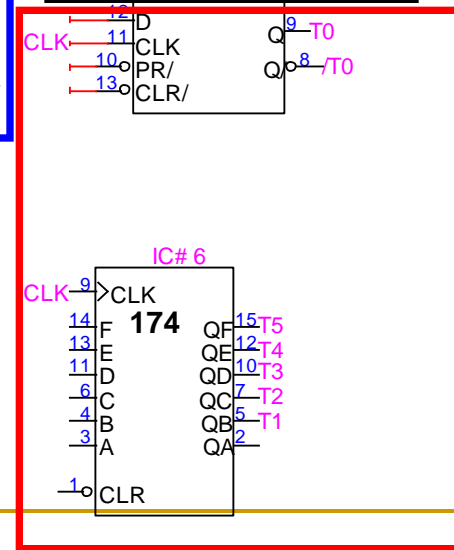 12 D Q 9 T0
CLK 11 CLK
10 PR/ Q/ 8 /T0
13 CLR/
IC# 6
CLK 9 CLK
174
14 F QF 15 T5
13 E QE 12 T4
11 D QD 10 T3
6 C QC 7 T2
4 B QB 5 T1
3 A QA 2
1 CLR